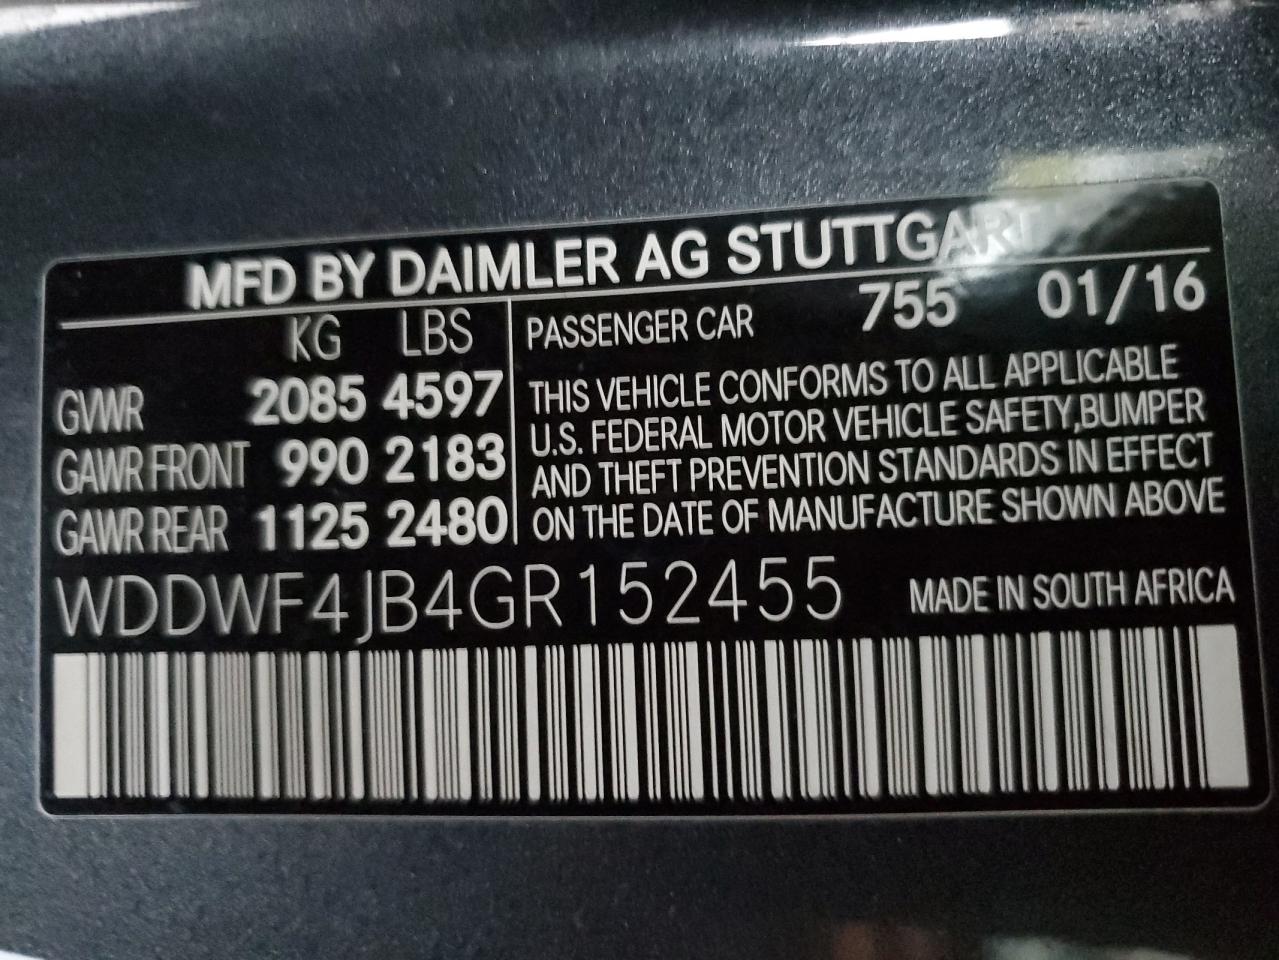 MFD BY DAIMLER AG STUTTGART
KG LBS
GVWR 2085 4597
GAWR FRONT 990 2183
GAWR REAR 1125 2480
PASSENGER CAR 755 01/16
THIS VEHICLE CONFORMS TO ALL APPLICABLE
U.S. FEDERAL MOTOR VEHICLE SAFETY,BUMPER
AND THEFT PREVENTION STANDARDS IN EFFECT
ON THE DATE OF MANUFACTURE SHOWN ABOVE
WDDWF4JB4GR152455 MADE IN SOUTH AFRICA